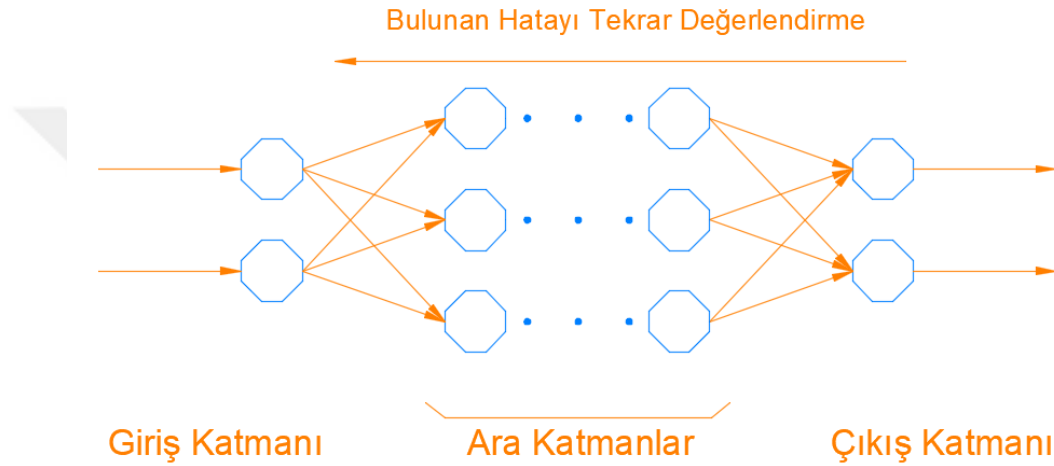 Bulunan Hatayı Tekrar Değerlendirme
Giriş Katmanı
Ara Katmanlar
Çıkış Katmanı